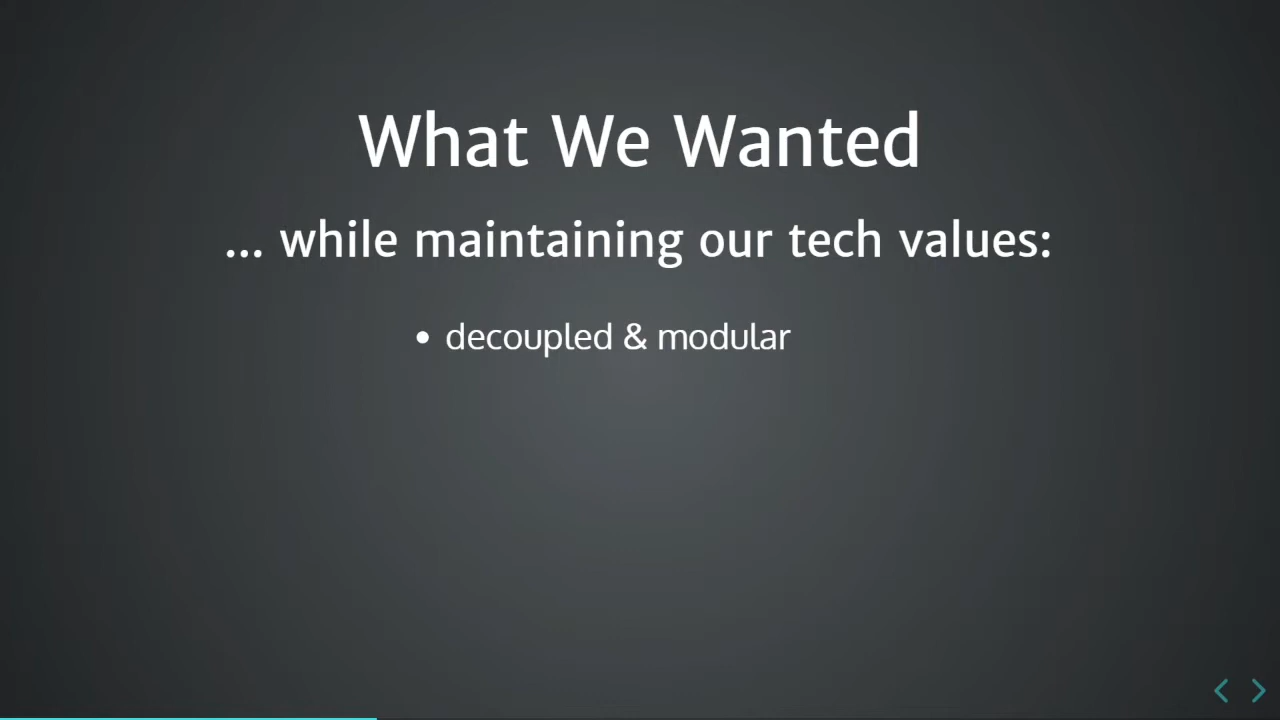 What We Wanted
... while maintaining our tech values:
• decoupled & modular